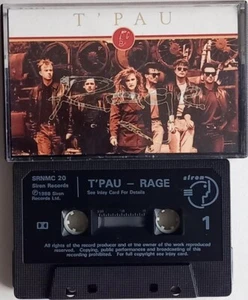 T'PAU
SRNMC 20
Siren Records
℗1988 Siren
Records Ltd.
T'PAU – RAGE
See Inlay Card For Details
siren
1
All rights of the record producer and of the owner of the work reproduced
reserved. Copying, public performance and broadcasting of this
recording prohibited. For full copyright see inlay card.